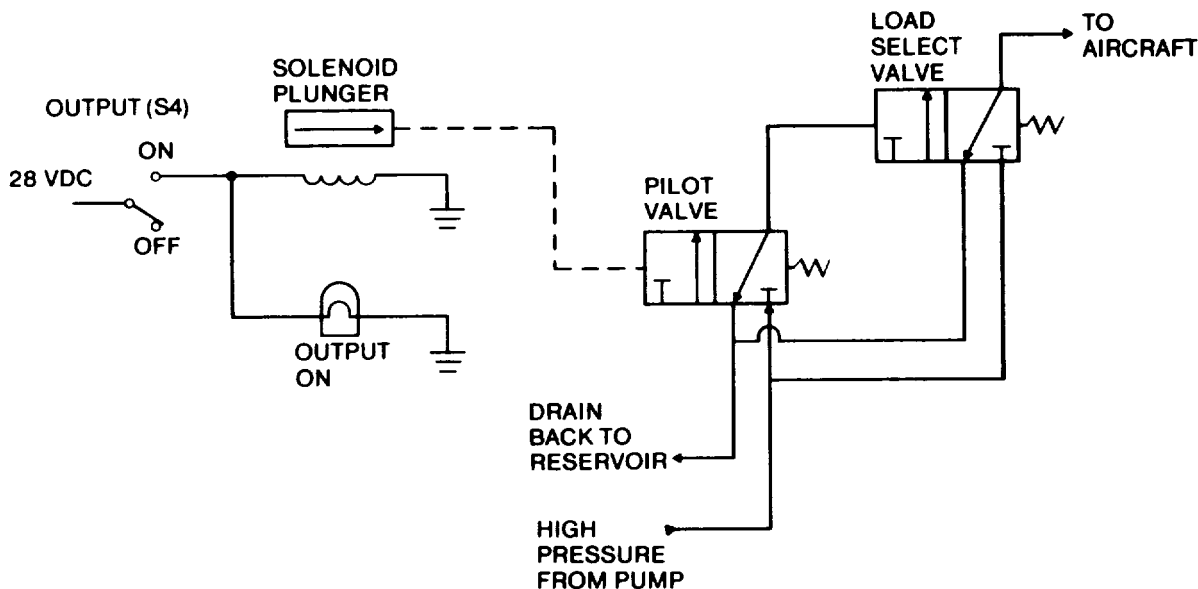 LOAD
SELECT
VALVE
TO
AIRCRAFT
SOLENOID
PLUNGER
OUTPUT (S4)
ON
28 VDC
OFF
PILOT
VALVE
OUTPUT
ON
DRAIN
BACK TO
RESERVOIR
HIGH
PRESSURE
FROM PUMP